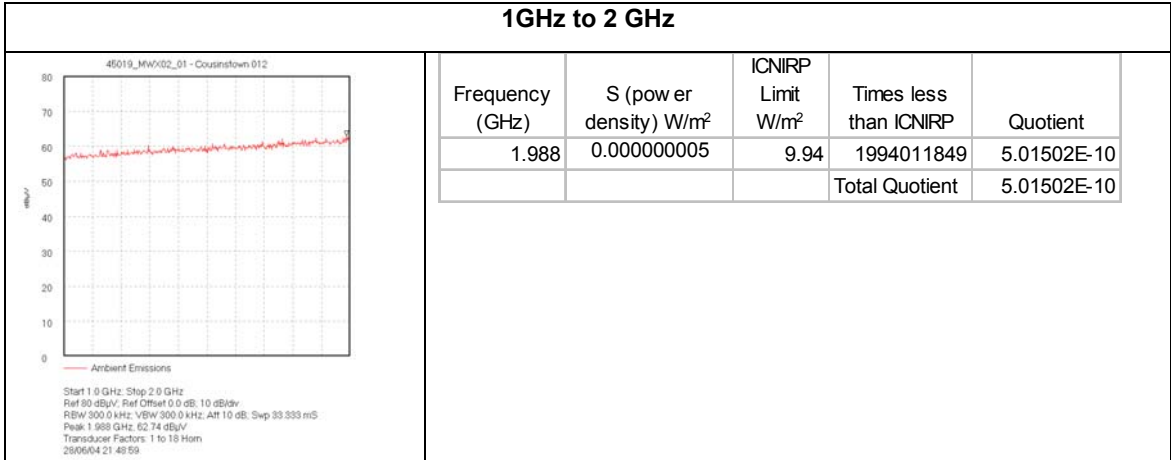 1GHz to 2 GHz
45019_MWX02_01 - Cousinstown 012
80
70
60
50
40
30
20
10
0
dBµV
Ambient Emissions
Start 1.0 GHz; Stop 2.0 GHz
Ref 80 dBµV; Ref Offset 0.0 dB; 10 dB/div
RBW 300.0 kHz; VBW 300.0 kHz; Att 10 dB; Swp 33.333 mS
Peak 1.988 GHz, 62.74 dBµV
Transducer Factors: 1 to 18 Horn
28/06/04 21:48:59
Frequency (GHz) S (pow er density) W/m² ICNIRP Limit W/m² Times less than ICNIRP Quotient
1.988 0.000000005 9.94 1994011849 5.01502E-10
Total Quotient 5.01502E-10